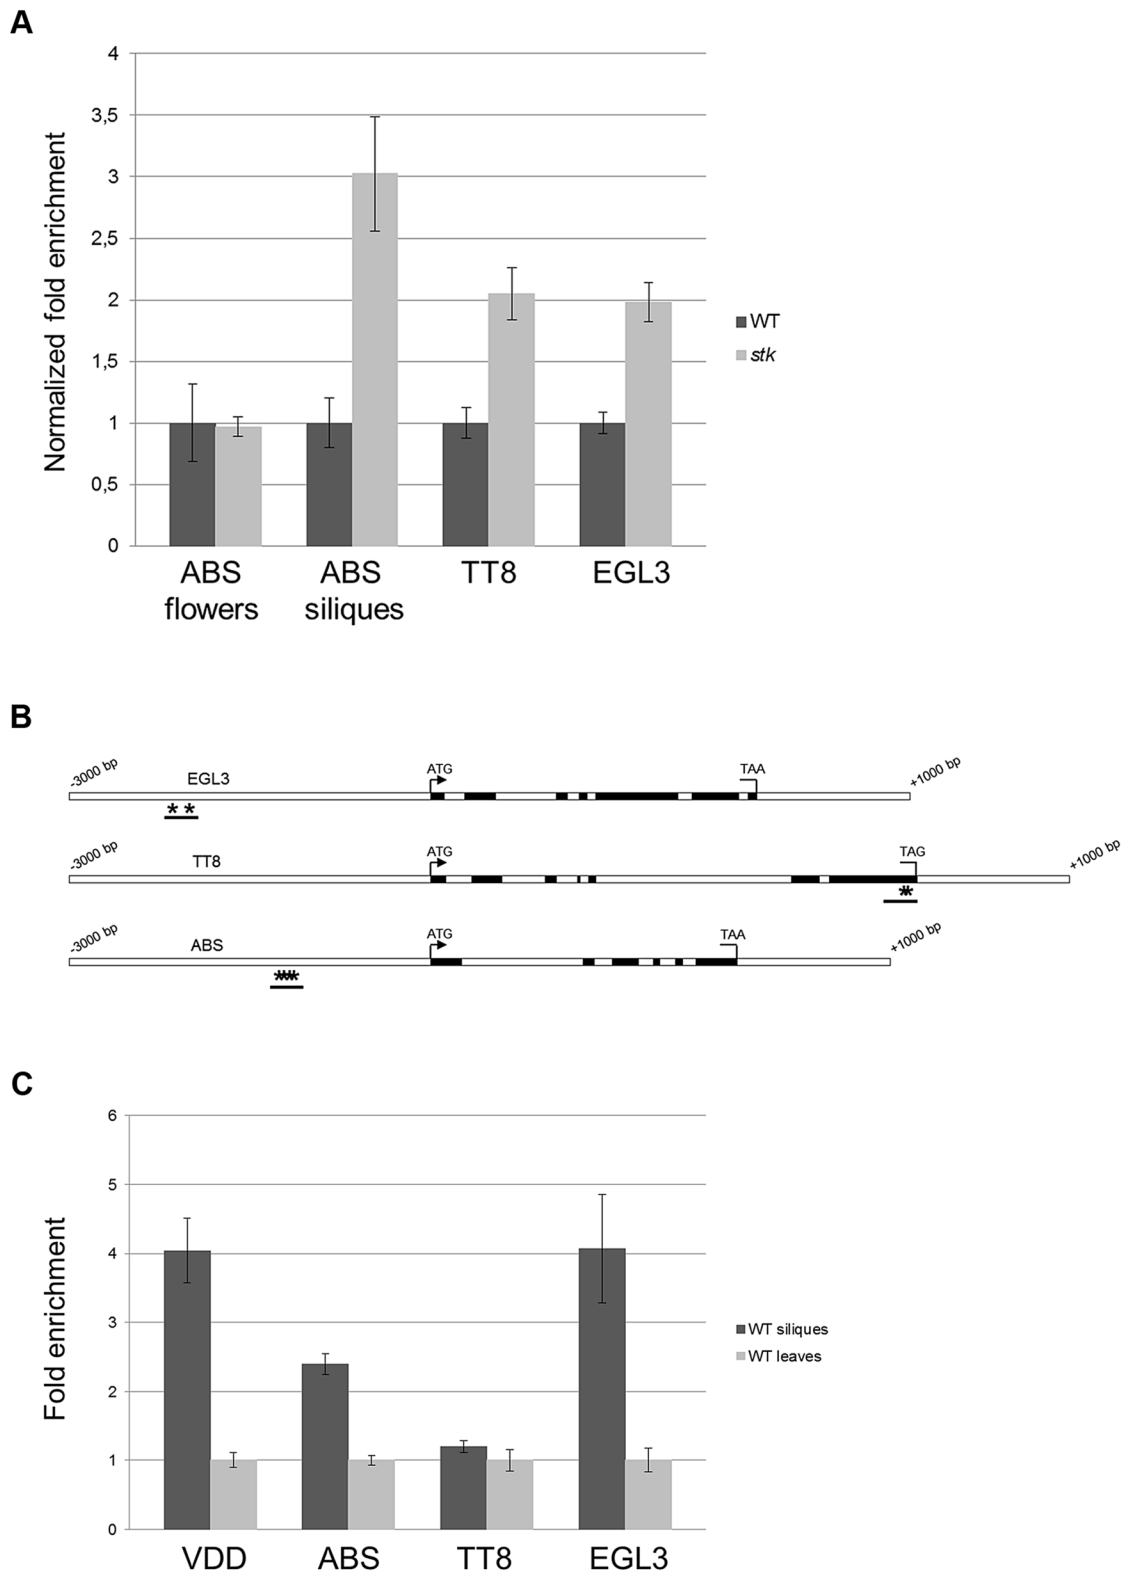 A
4
3,5
3
2,5
2
1,5
1
0,5
0
Normalized fold enrichment
WT
stk
ABS flowers
ABS siliques
TT8
EGL3
B
-3000 bp
EGL3
ATG
TAA
+1000 bp
* *
-3000 bp
TT8
ATG
TAG
+1000 bp
**
-3000 bp
ABS
ATG
TAA
+1000 bp
***
C
6
5
4
3
2
1
0
Fold enrichment
WT siliques
WT leaves
VDD
ABS
TT8
EGL3